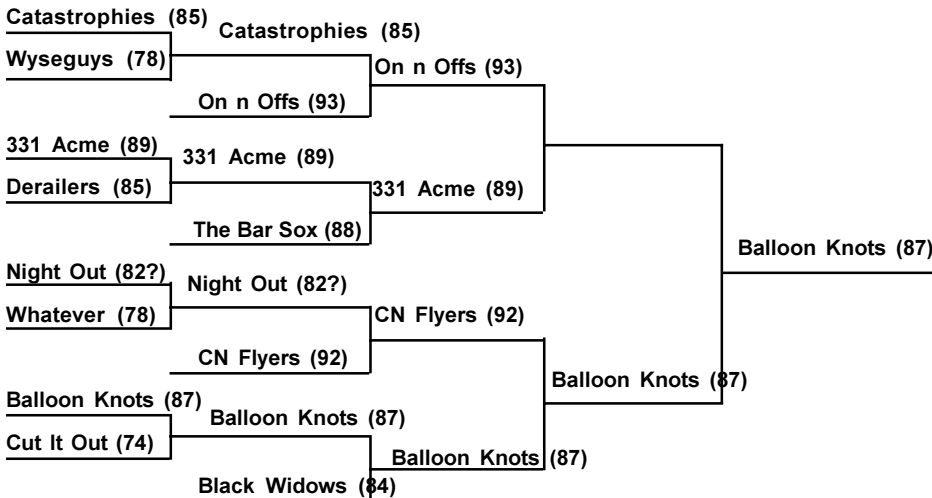 Catastrophies (85)
Catastrophies (85)
Wyseguys (78)
On n Offs (93)
On n Offs (93)
331 Acme (89)
331 Acme (89)
Derailers (85)
331 Acme (89)
The Bar Sox (88)
Balloon Knots (87)
Night Out (82?)
Night Out (82?)
Whatever (78)
CN Flyers (92)
CN Flyers (92)
Balloon Knots (87)
Balloon Knots (87)
Balloon Knots (87)
Cut It Out (74)
Balloon Knots (87)
Black Widows (84)